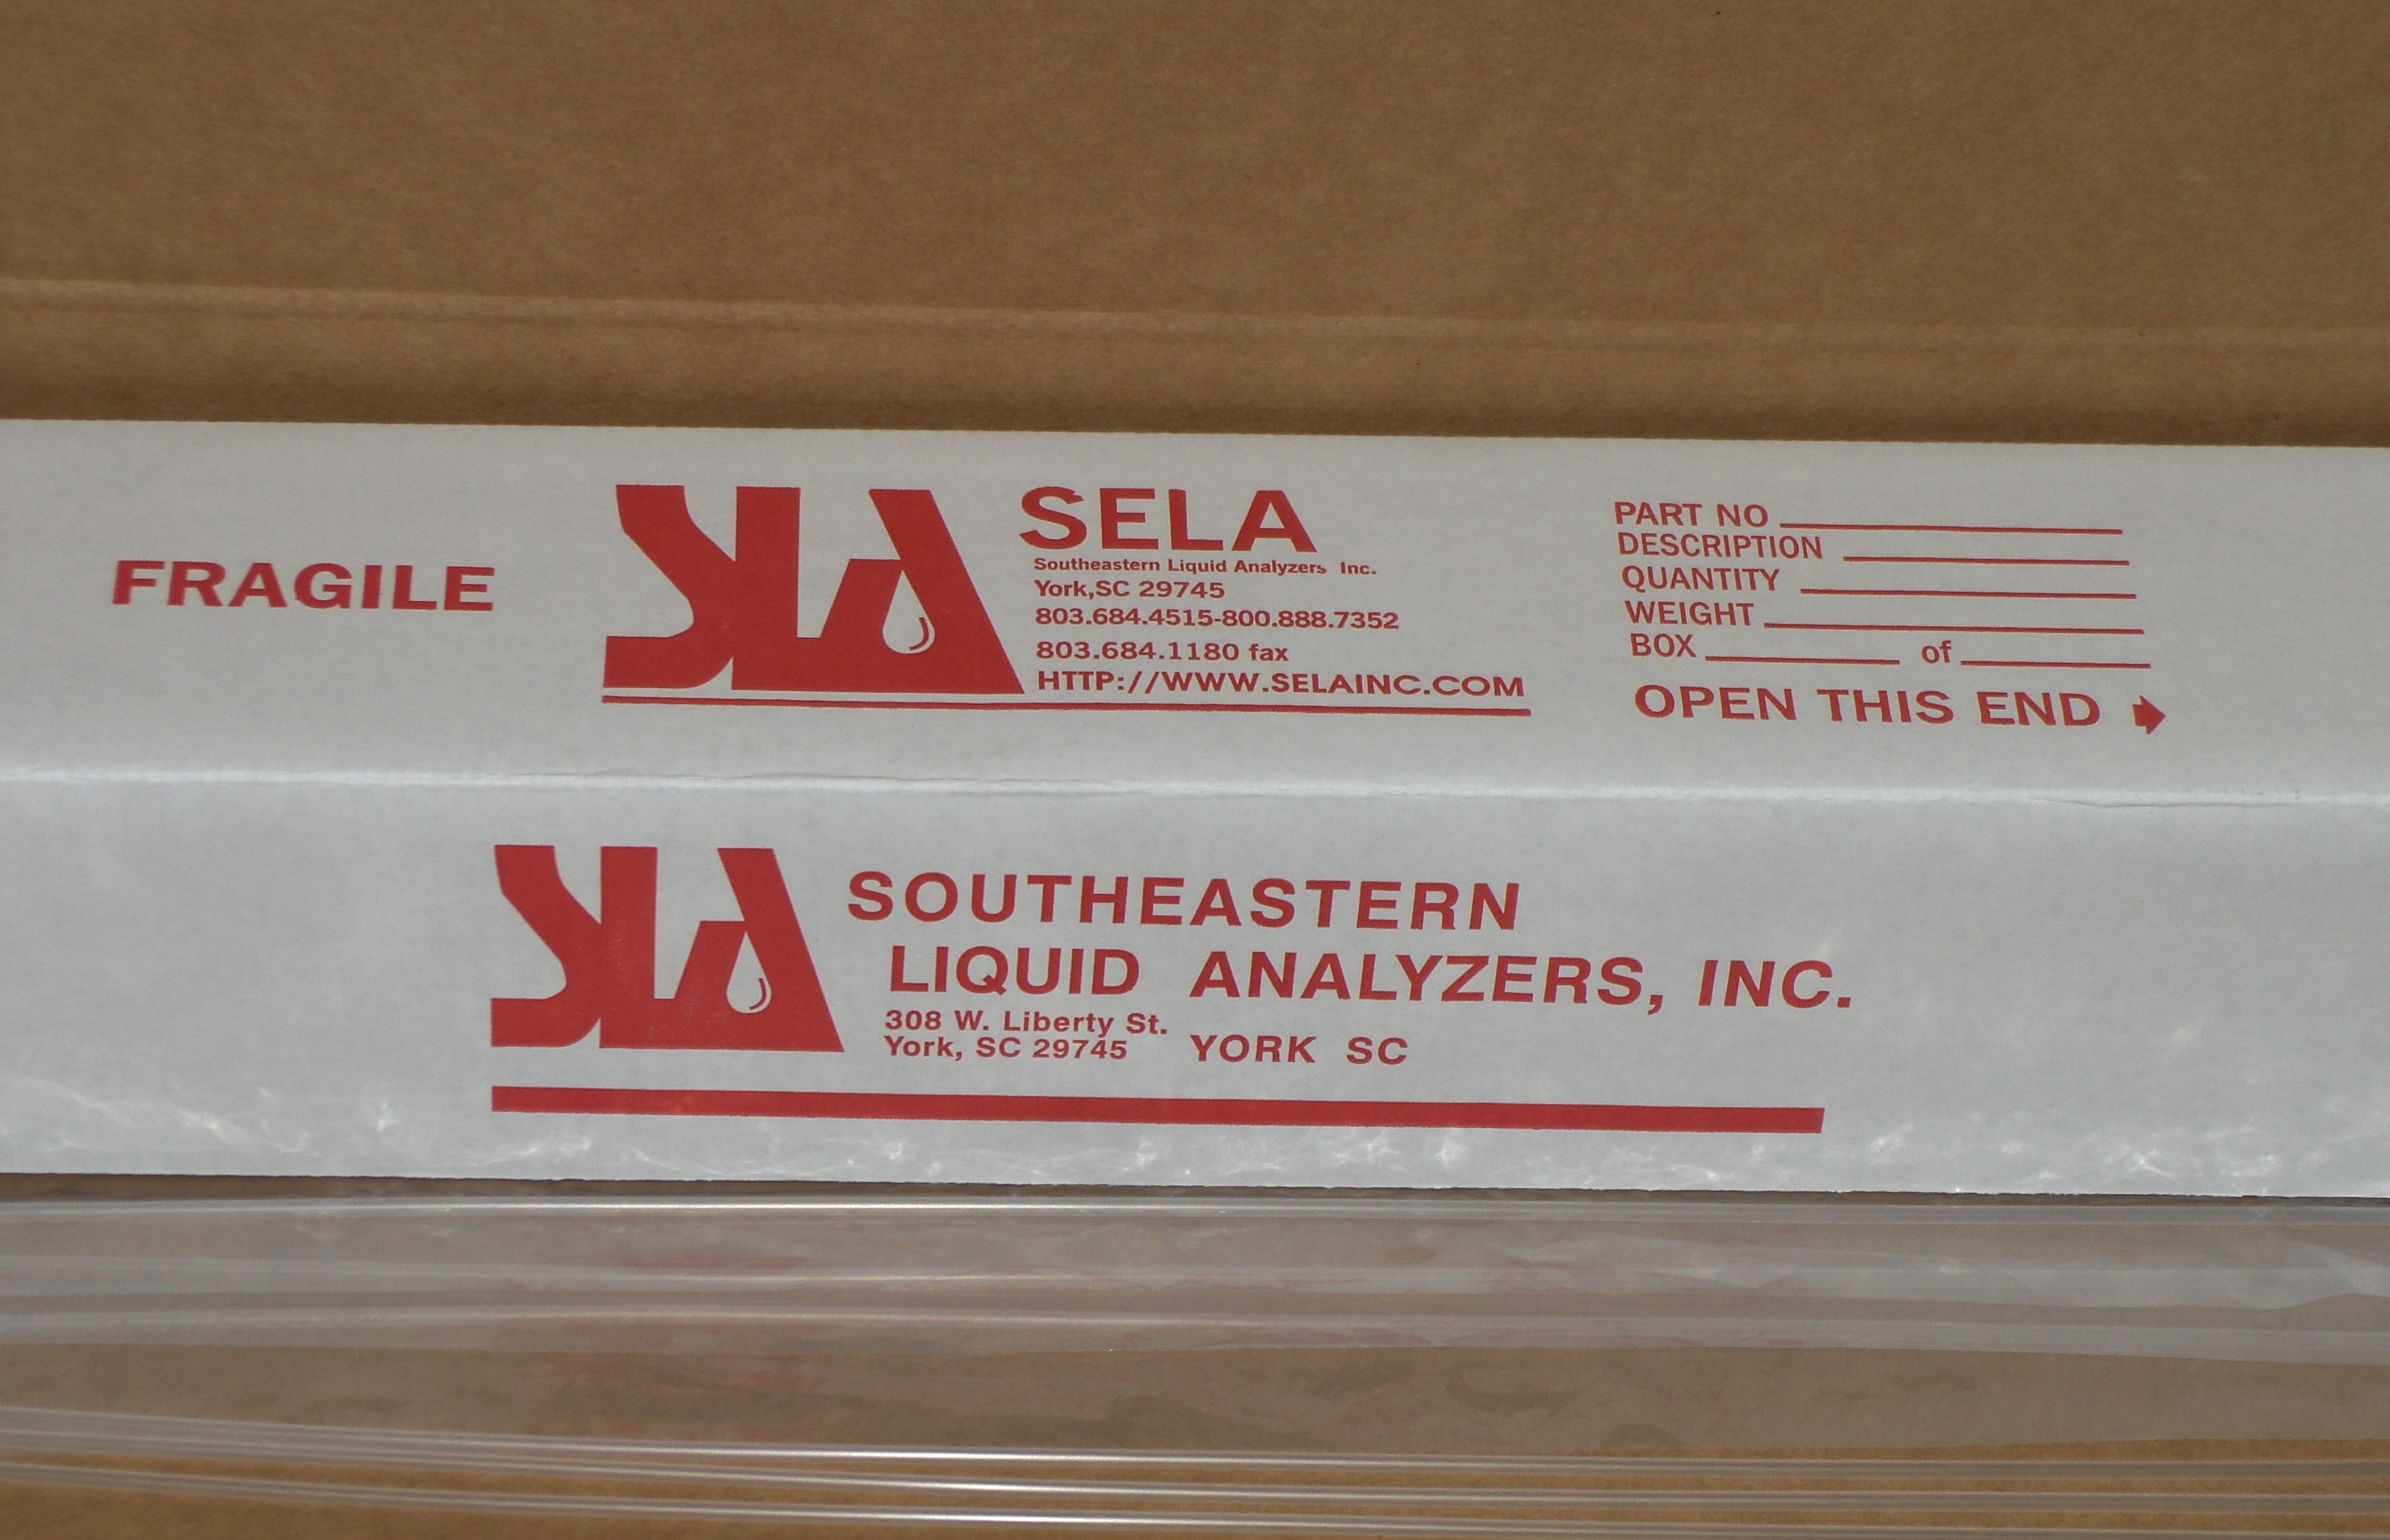 FRAGILE
SLA
SELA
Southeastern Liquid Analyzers Inc.
York,SC 29745
803.684.4515-800.888.7352
803.684.1180 fax
HTTP://WWW.SELAINC.COM
PART NO
DESCRIPTION
QUANTITY
WEIGHT
BOX of
OPEN THIS END
SLA
SOUTHEASTERN
LIQUID ANALYZERS, INC.
308 W. Liberty St.
York, SC 29745 YORK SC